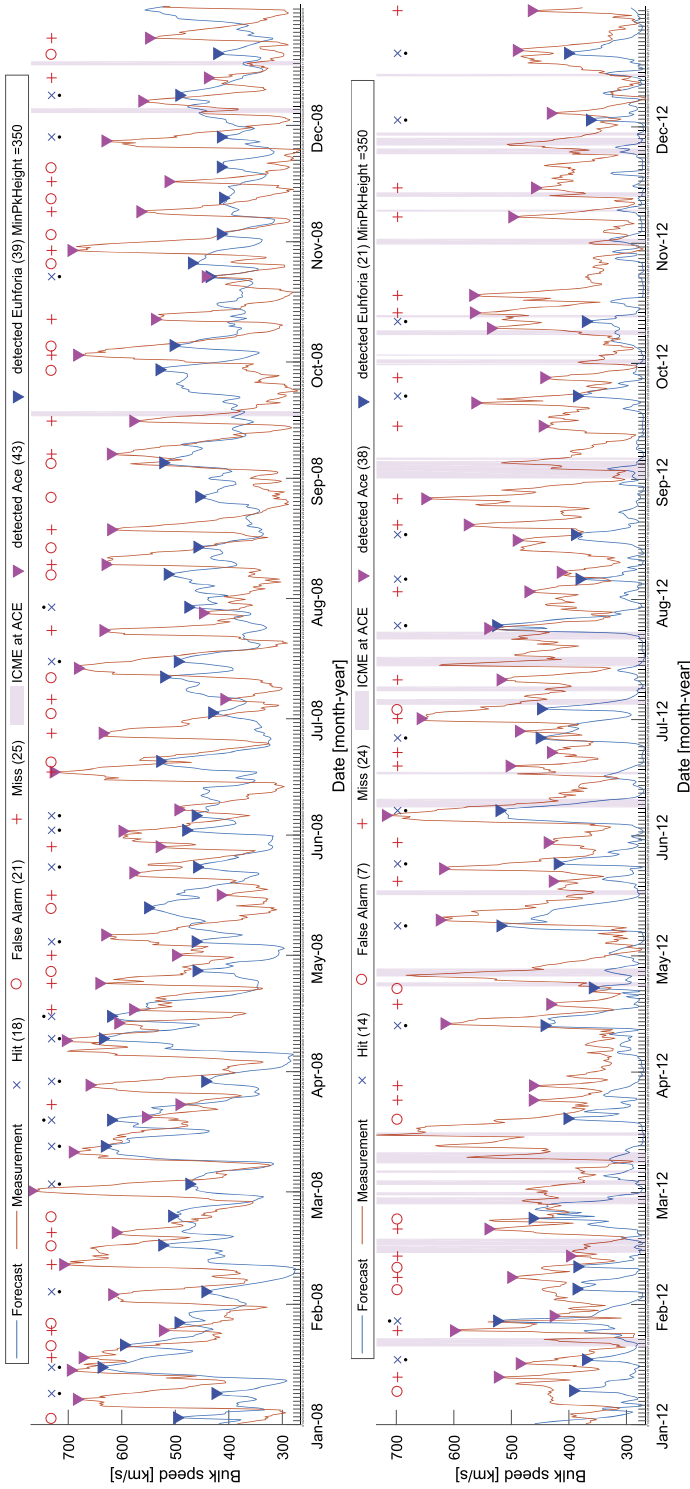 Forecast Measurement × Hit (18) ○ False Alarm (21) + Miss (25) ICME at ACE ▼ detected Ace (43) ▼ detected Euhforia (39) MinPkHeight =350
Bulk speed [km/s]
700
600
500
400
300
Jan-08 Feb-08 Mar-08 Apr-08 May-08 Jun-08 Jul-08 Aug-08 Sep-08 Oct-08 Nov-08 Dec-08
Date [month-year]
Forecast Measurement × Hit (14) ○ False Alarm (7) + Miss (24) ICME at ACE ▼ detected Ace (38) ▼ detected Euhforia (21) MinPkHeight =350
Bulk speed [km/s]
700
600
500
400
300
Jan-12 Feb-12 Mar-12 Apr-12 May-12 Jun-12 Jul-12 Aug-12 Sep-12 Oct-12 Nov-12 Dec-12
Date [month-year]